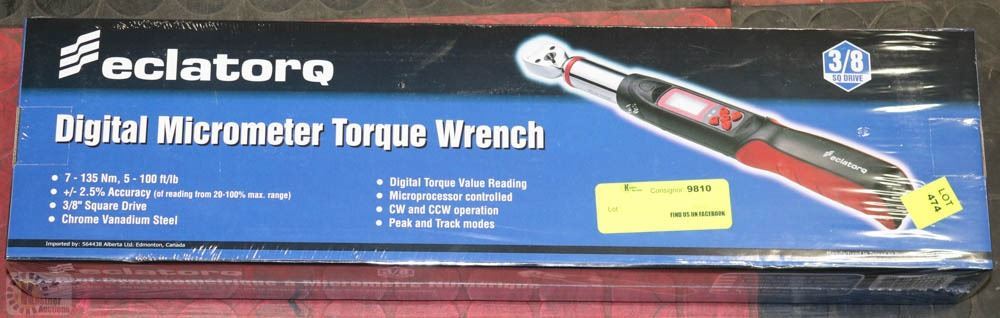 eclatorq
3/8
SQ DRIVE
Digital Micrometer Torque Wrench
• 7 - 135 Nm, 5 - 100 ft/lb
• +/- 2.5% Accuracy (of reading from 20-100% max. range)
• 3/8" Square Drive
• Chrome Vanadium Steel
• Digital Torque Value Reading
• Microprocessor controlled
• CW and CCW operation
• Peak and Track modes
eclatorq
Consignor: 9810
Lot:
FIND US ON FACEBOOK
LOT
474
Imported by: 564438 Alberta Ltd. Edmonton, Canada
eclatorq
Kastner
Auctions